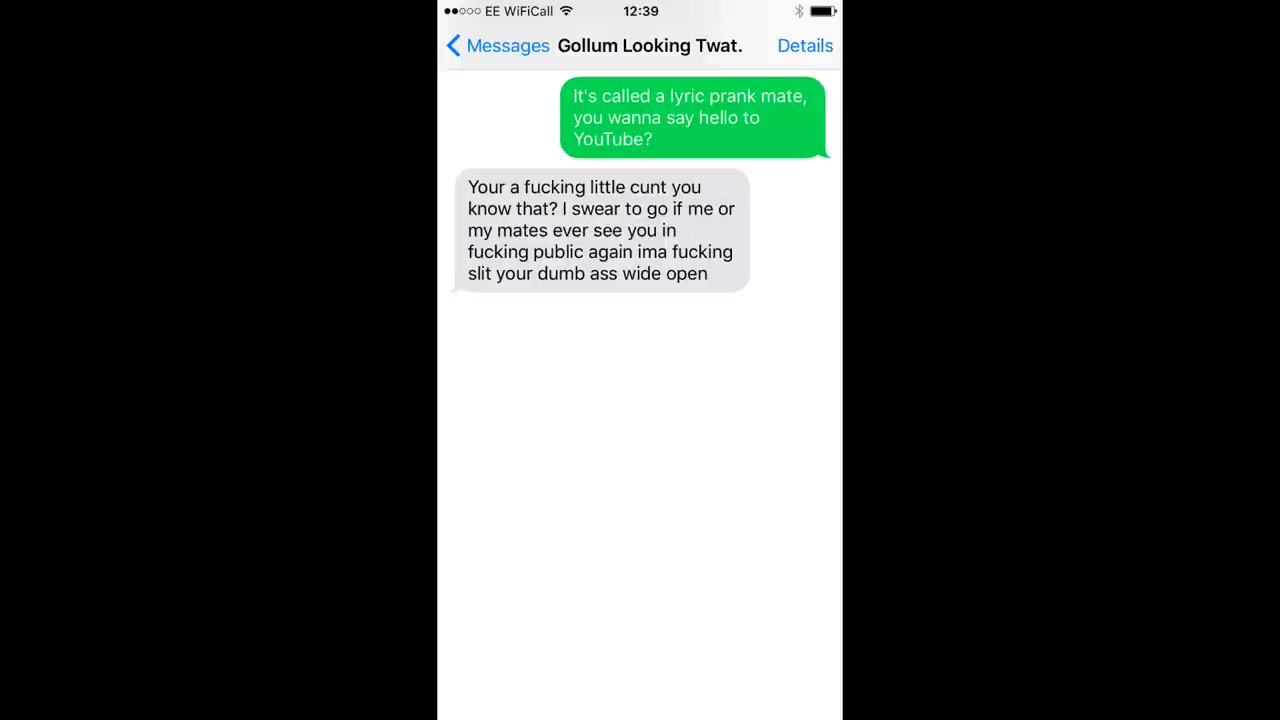 EE WiFiCall 12:39
Messages Gollum Looking Twat. Details
It's called a lyric prank mate,
you wanna say hello to
YouTube?
Your a fucking little cunt you
know that? I swear to go if me or
my mates ever see you in
fucking public again ima fucking
slit your dumb ass wide open